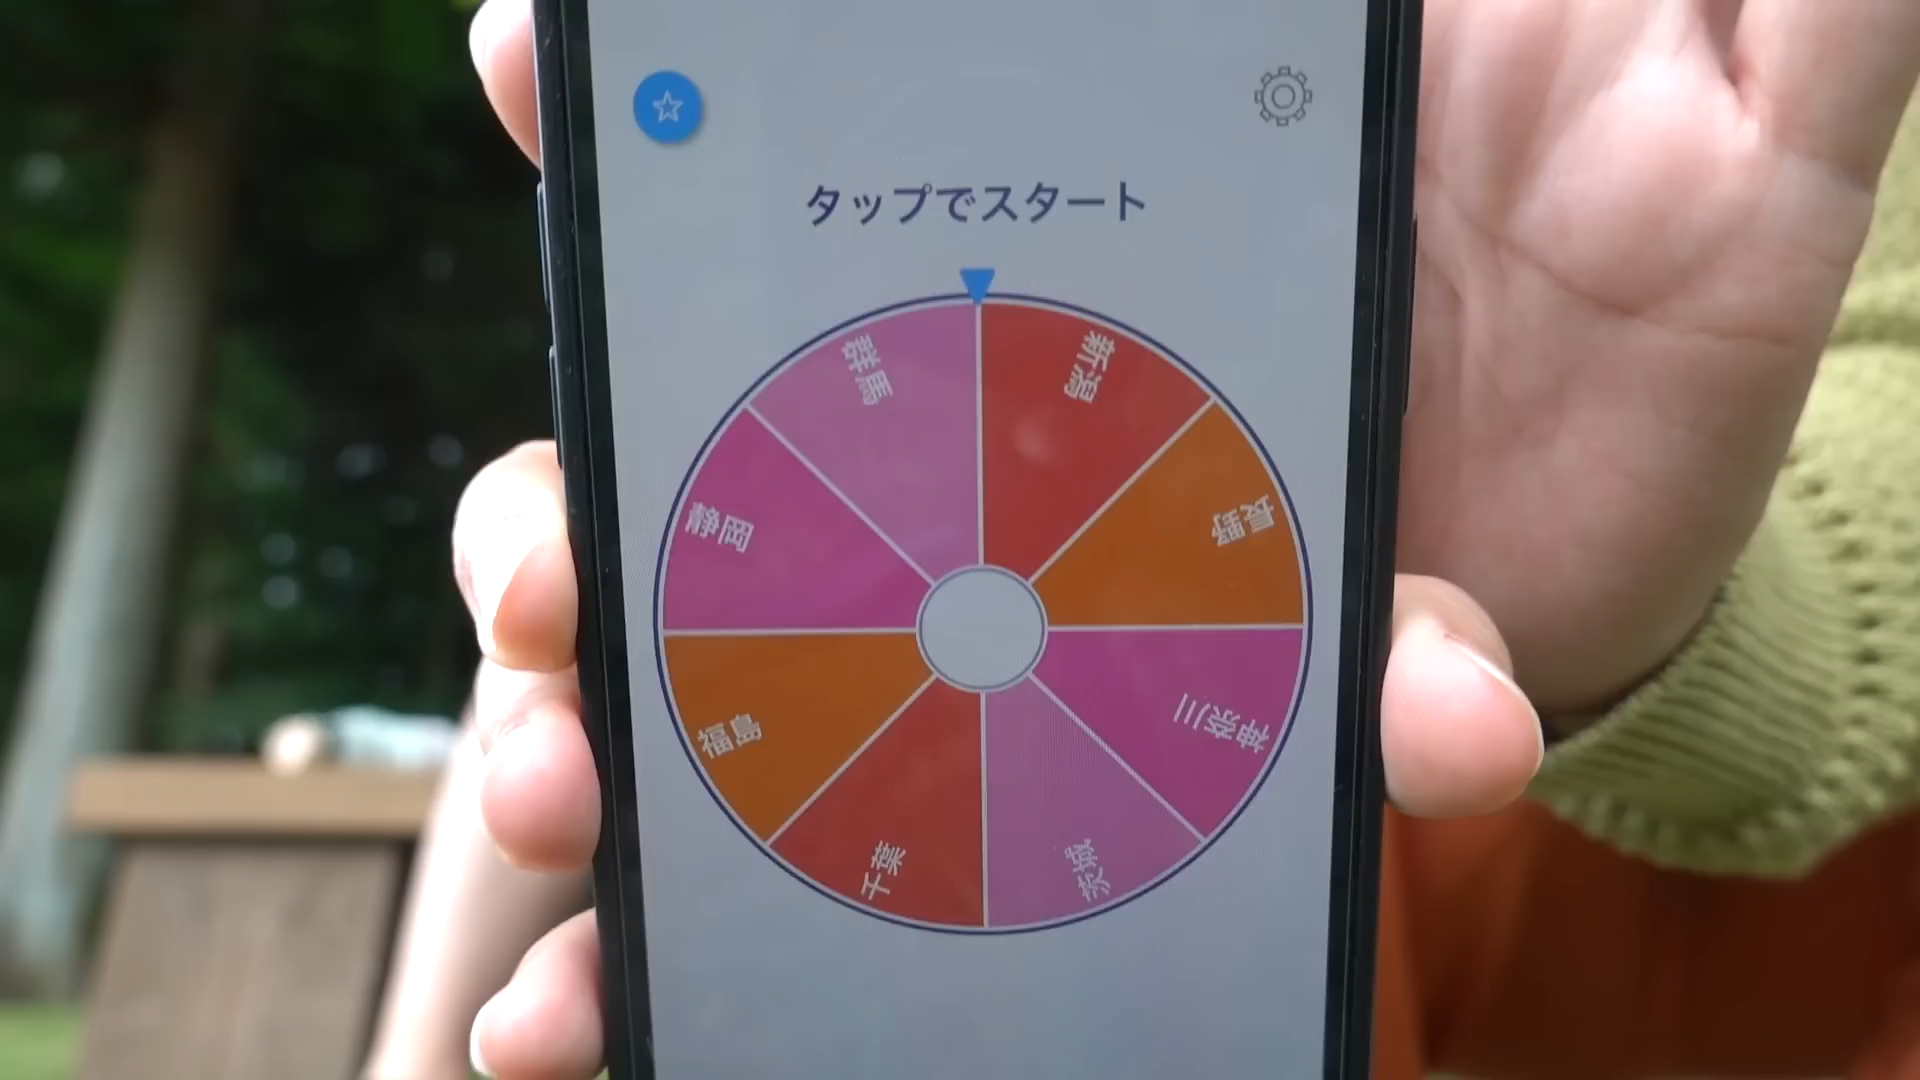 タップでスタート
新潟
長野
神奈川
茨城
千葉
福島
静岡
群馬